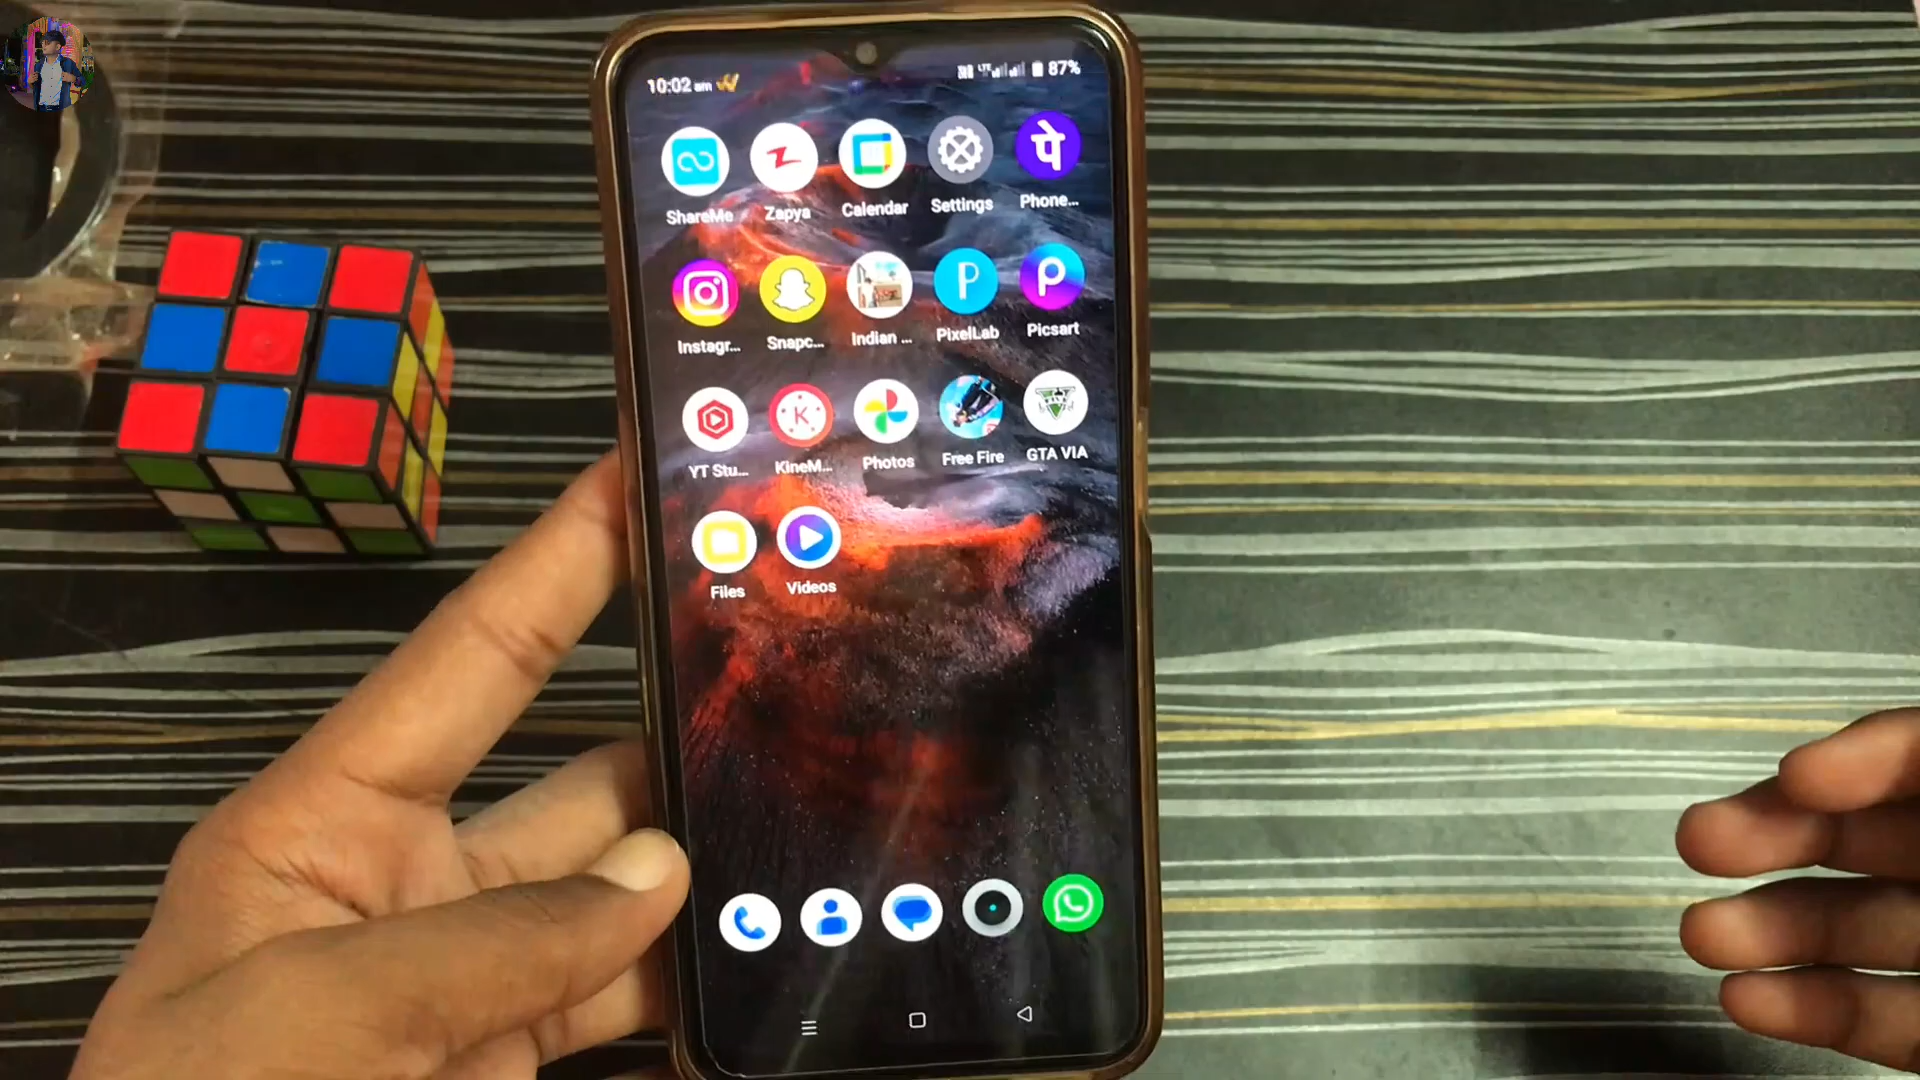 10:02 am LTE 87%
ShareMe Zapya Calendar Settings Phone...
पे
Instagr... Snapc... Indian ... PixelLab Picsart
YT Stu... KineM... Photos Free Fire GTA VIA
Files Videos